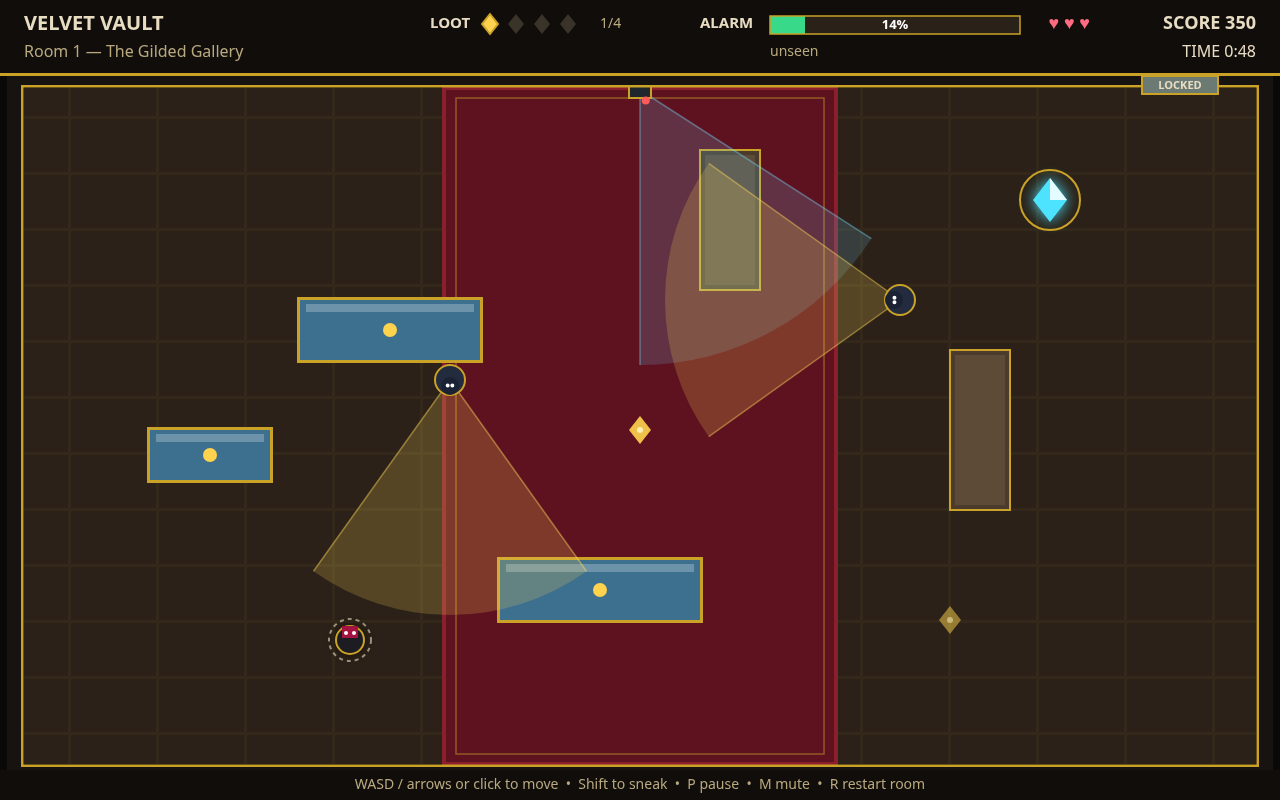 VELVET VAULT
LOOT 1/4
ALARM 14%
SCORE 350
Room 1 — The Gilded Gallery
unseen
TIME 0:48
LOCKED
WASD / arrows or click to move • Shift to sneak • P pause • M mute • R restart room